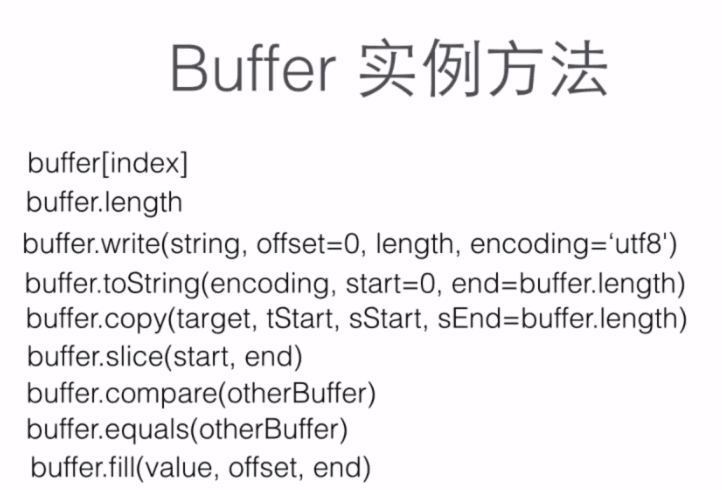 Buffer 实例方法
buffer[index]
buffer.length
buffer.write(string, offset=0, length, encoding=‘utf8')
buffer.toString(encoding, start=0, end=buffer.length)
buffer.copy(target, tStart, sStart, sEnd=buffer.length)
buffer.slice(start, end)
buffer.compare(otherBuffer)
buffer.equals(otherBuffer)
buffer.fill(value, offset, end)